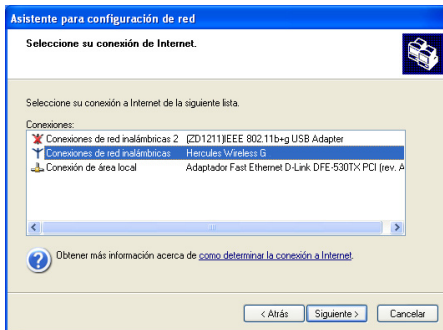 Asistente para configuración de red
Seleccione su conexión de Internet.
Seleccione su conexión a Internet de la siguiente lista.
Conexiones:
Conexiones de red inalámbricas 2 (ZD1211)IEEE 802.11b+g USB Adapter
Conexiones de red inalámbricas Hercules Wireless G
Conexión de área local Adaptador Fast Ethernet D-Link DFE-530TX PCI (rev. A
Obtener más información acerca de como determinar la conexión a Internet.
< Atrás Siguiente > Cancelar